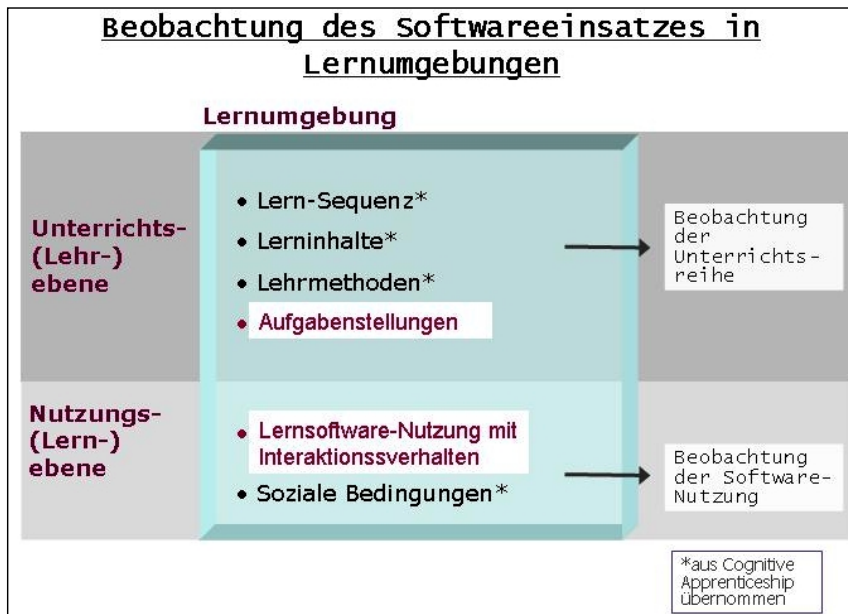 Beobachtung des Softwareeinsatzes in
Lernumgebungen
Lernumgebung
Unterrichts-
(Lehr-)
ebene
• Lern-Sequenz*
• Lerninhalte*
• Lehrmethoden*
• Aufgabenstellungen
Beobachtung
der
Unterrichts-
reihe
Nutzungs-
(Lern-)
ebene
• Lernsoftware-Nutzung mit
Interaktionssverhalten
• Soziale Bedingungen*
Beobachtung
der Software-
Nutzung
*aus Cognitive
Apprenticeship
übernommen